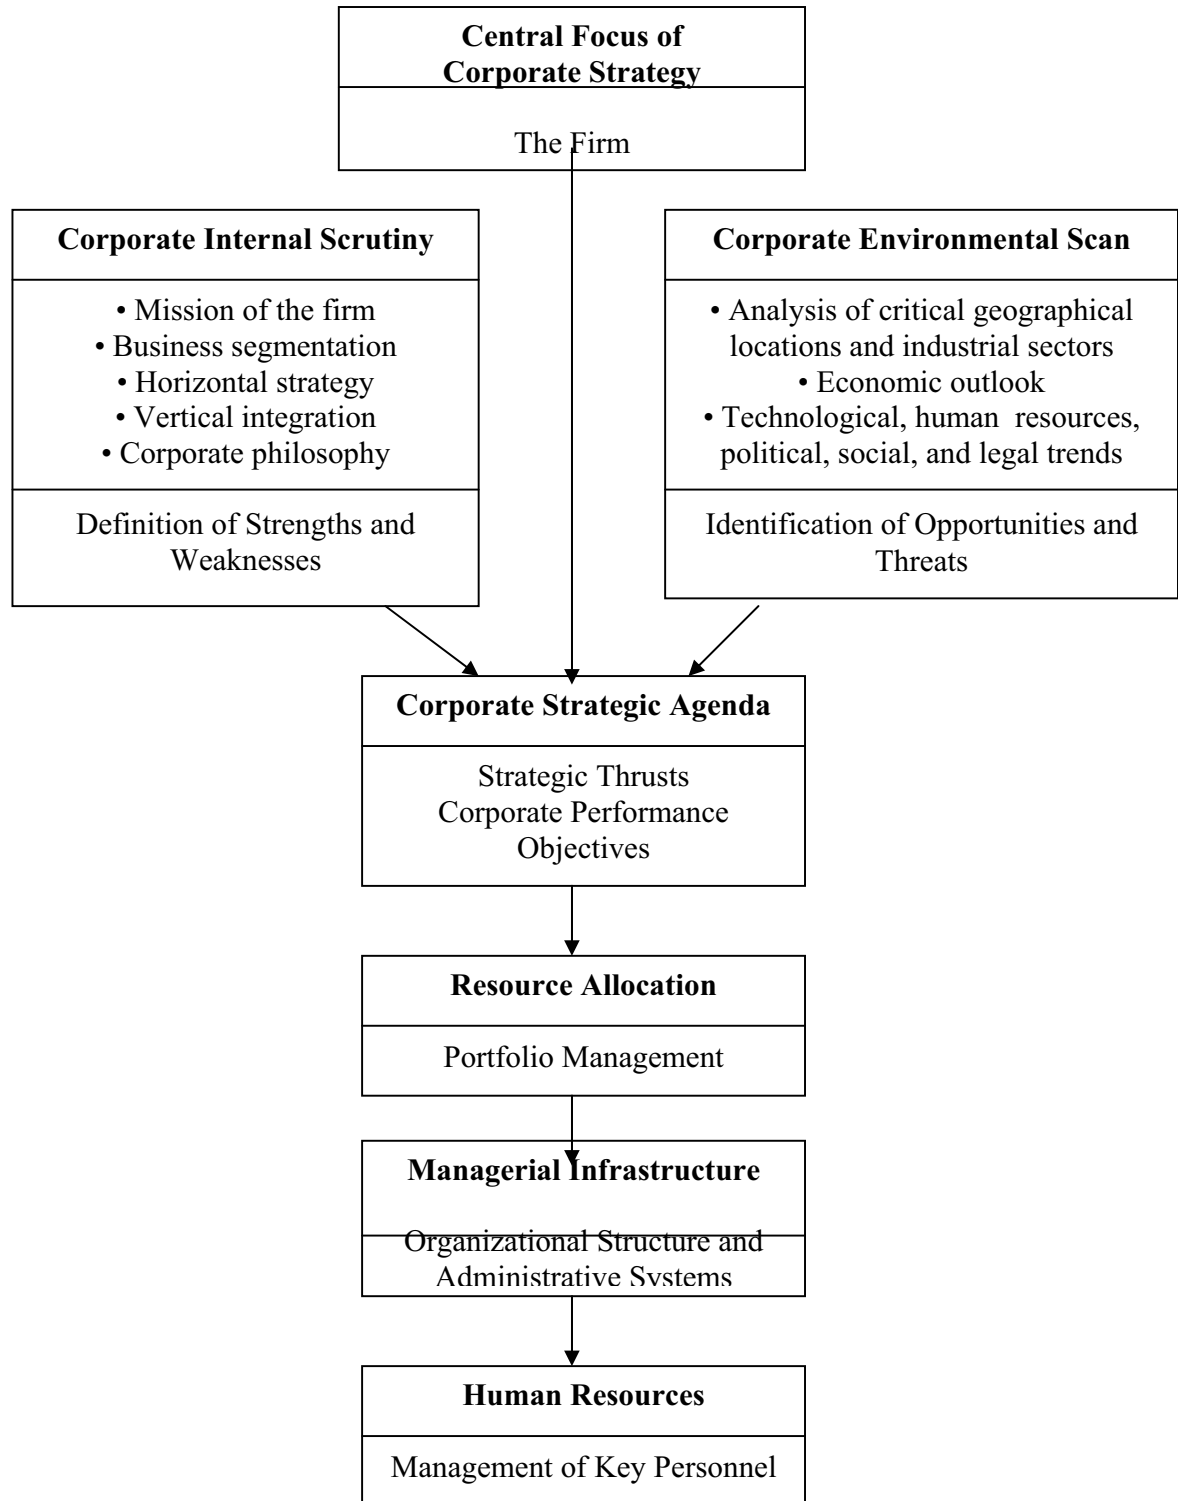 Central Focus of
Corporate Strategy
The Firm
Corporate Internal Scrutiny
• Mission of the firm
• Business segmentation
• Horizontal strategy
• Vertical integration
• Corporate philosophy
Definition of Strengths and
Weaknesses
Corporate Environmental Scan
• Analysis of critical geographical
locations and industrial sectors
• Economic outlook
• Technological, human resources,
political, social, and legal trends
Identification of Opportunities and
Threats
Corporate Strategic Agenda
Strategic Thrusts
Corporate Performance
Objectives
Resource Allocation
Portfolio Management
Managerial Infrastructure
Organizational Structure and
Administrative Systems
Human Resources
Management of Key Personnel